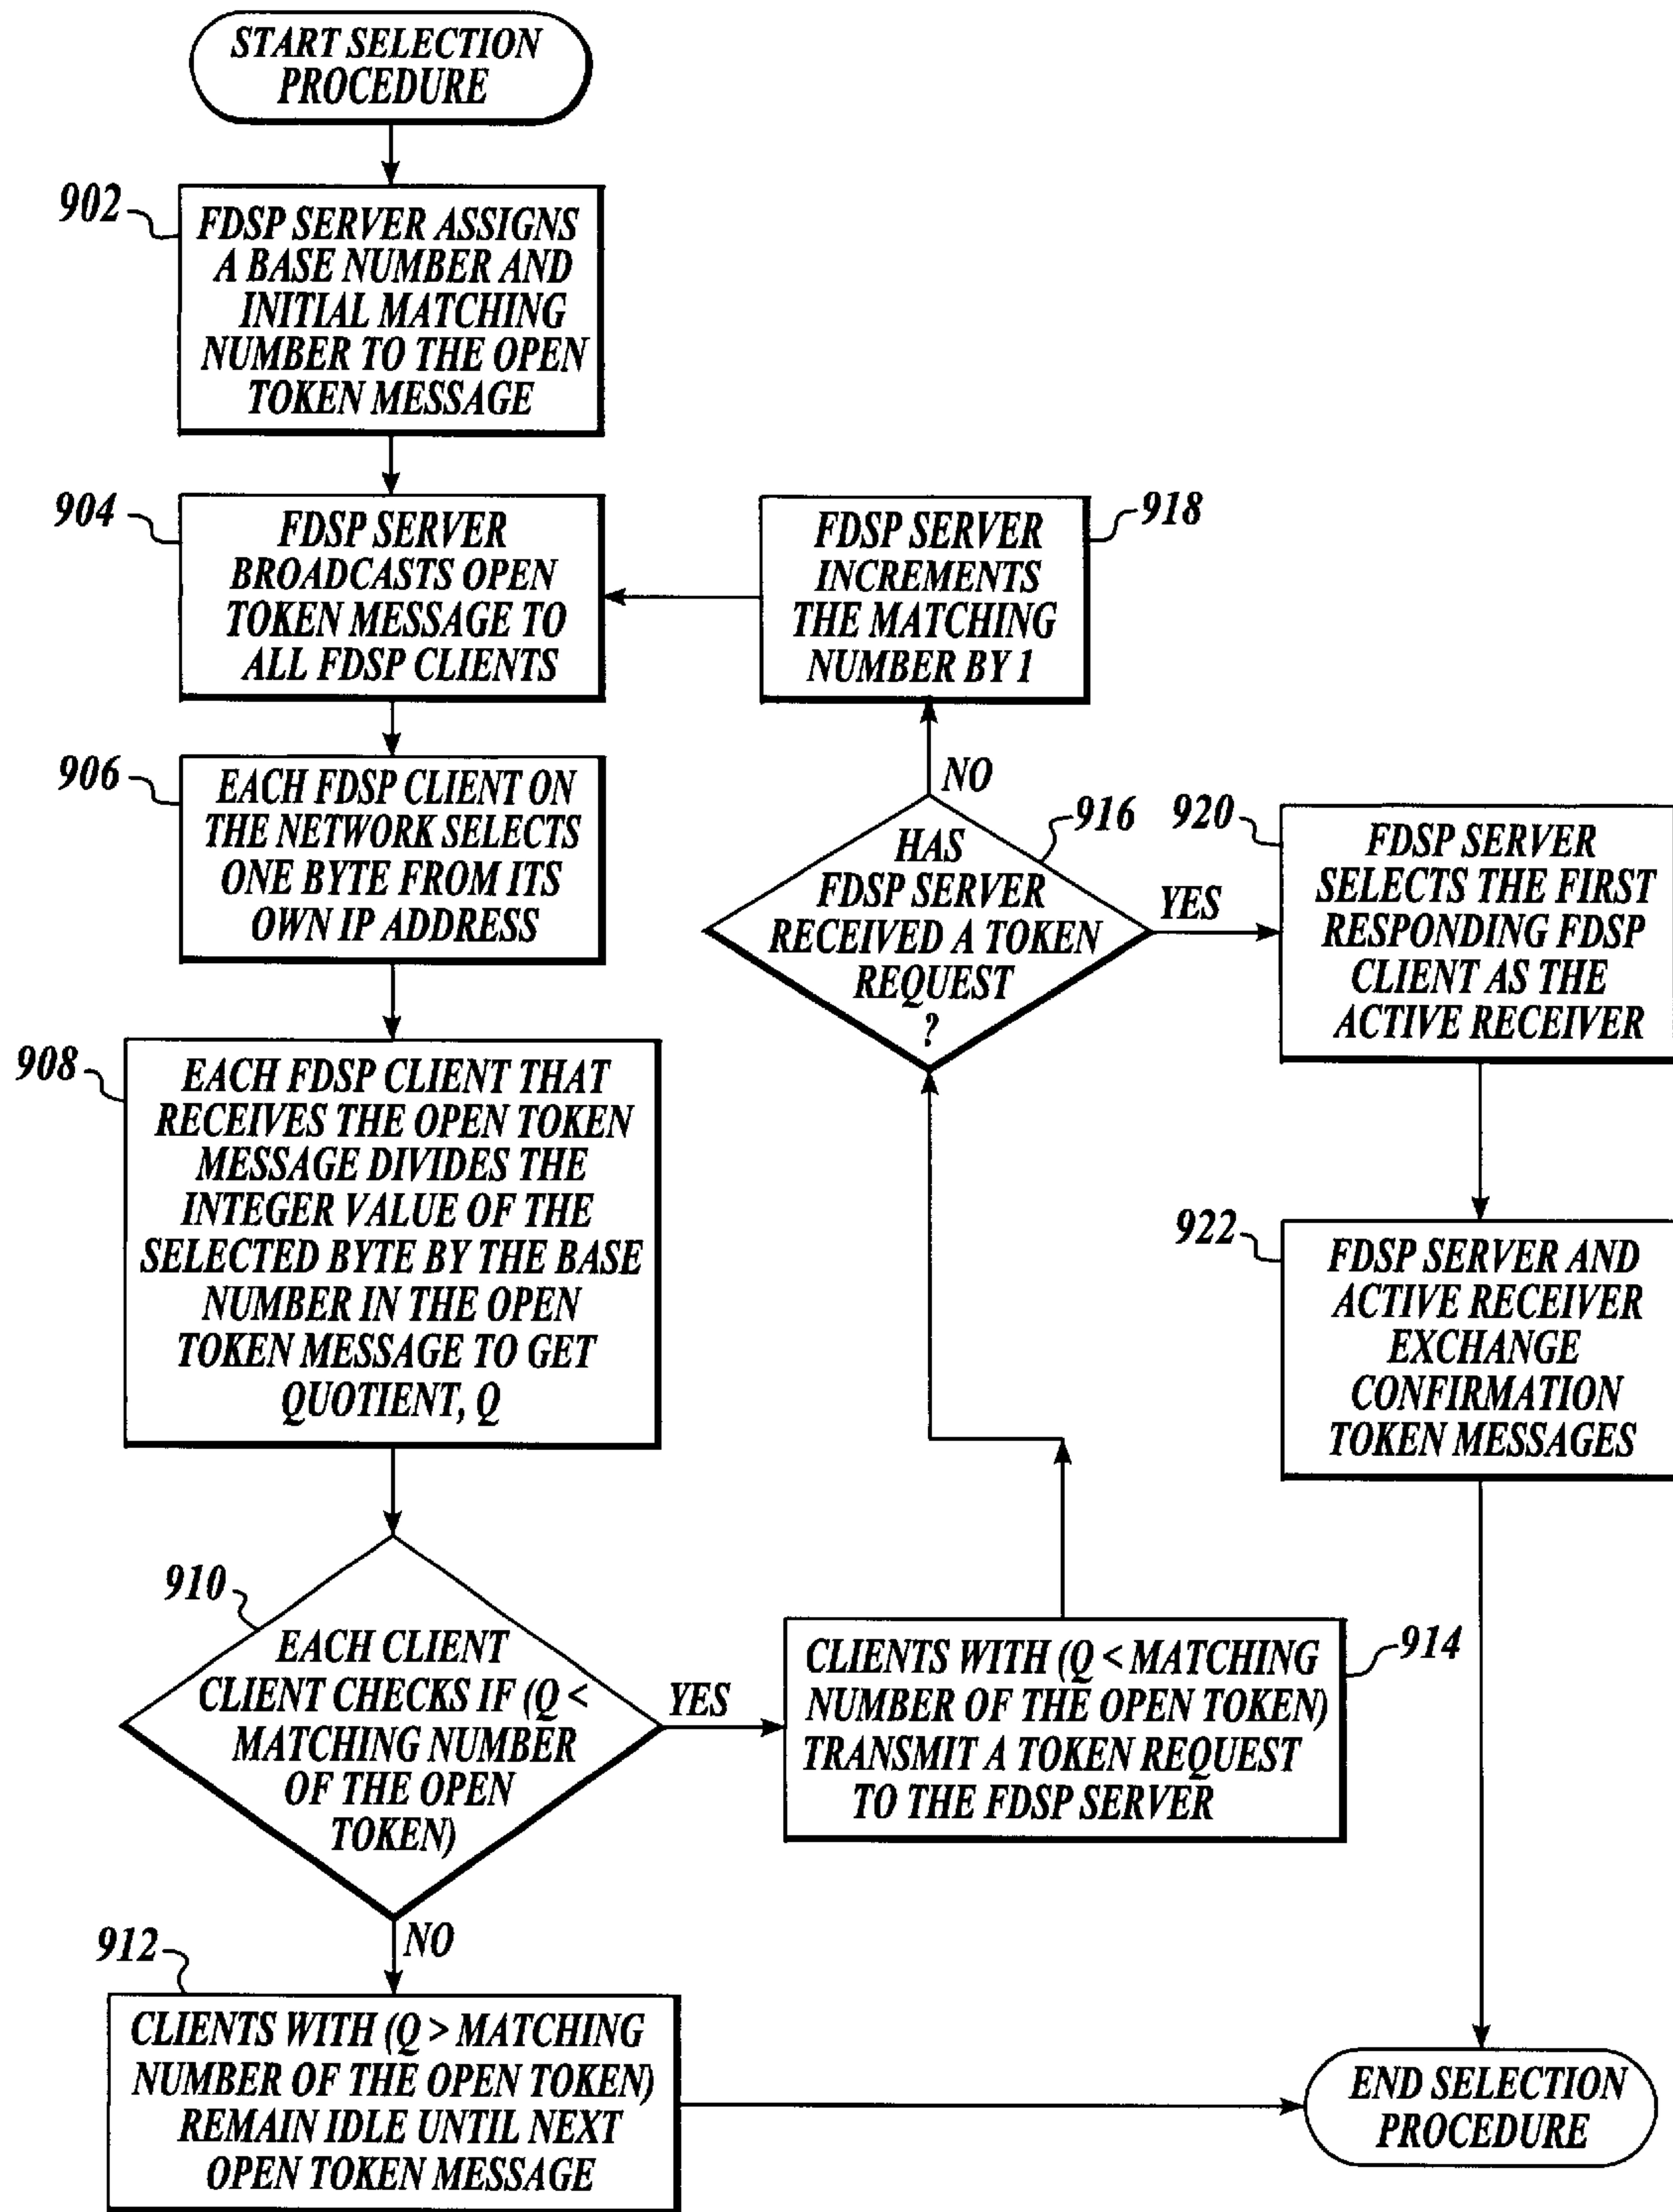 START SELECTION
PROCEDURE
902
FDSP SERVER ASSIGNS
A BASE NUMBER AND
INITIAL MATCHING
NUMBER TO THE OPEN
TOKEN MESSAGE
904
FDSP SERVER
BROADCASTS OPEN
TOKEN MESSAGE TO
ALL FDSP CLIENTS
918
FDSP SERVER
INCREMENTS
THE MATCHING
NUMBER BY 1
906
EACH FDSP CLIENT ON
THE NETWORK SELECTS
ONE BYTE FROM ITS
OWN IP ADDRESS
NO
916
HAS
FDSP SERVER
RECEIVED A TOKEN
REQUEST
?
YES
920
FDSP SERVER
SELECTS THE FIRST
RESPONDING FDSP
CLIENT AS THE
ACTIVE RECEIVER
908
EACH FDSP CLIENT THAT
RECEIVES THE OPEN TOKEN
MESSAGE DIVIDES THE
INTEGER VALUE OF THE
SELECTED BYTE BY THE BASE
NUMBER IN THE OPEN
TOKEN MESSAGE TO GET
QUOTIENT, Q
922
FDSP SERVER AND
ACTIVE RECEIVER
EXCHANGE
CONFIRMATION
TOKEN MESSAGES
910
EACH CLIENT
CLIENT CHECKS IF (Q <
MATCHING NUMBER
OF THE OPEN
TOKEN)
YES
914
CLIENTS WITH (Q < MATCHING
NUMBER OF THE OPEN TOKEN)
TRANSMIT A TOKEN REQUEST
TO THE FDSP SERVER
NO
912
CLIENTS WITH (Q > MATCHING
NUMBER OF THE OPEN TOKEN)
REMAIN IDLE UNTIL NEXT
OPEN TOKEN MESSAGE
END SELECTION
PROCEDURE